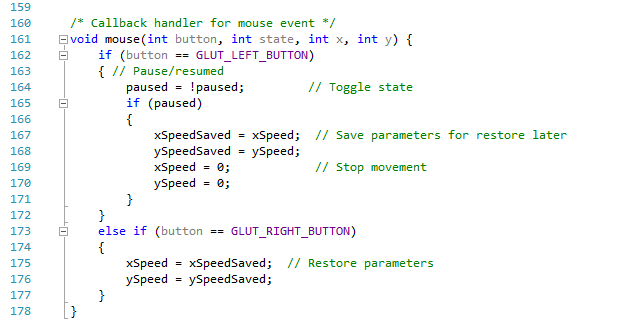 159
160 /* Callback handler for mouse event */
161 void mouse(int button, int state, int x, int y) {
162     if (button == GLUT_LEFT_BUTTON)
163     { // Pause/resumed
164         paused = !paused;         // Toggle state
165         if (paused)
166         {
167             xSpeedSaved = xSpeed;  // Save parameters for restore later
168             ySpeedSaved = ySpeed;
169             xSpeed = 0;            // Stop movement
170             ySpeed = 0;
171         }
172     }
173     else if (button == GLUT_RIGHT_BUTTON)
174     {
175         xSpeed = xSpeedSaved;  // Restore parameters
176         ySpeed = ySpeedSaved;
177     }
178 }